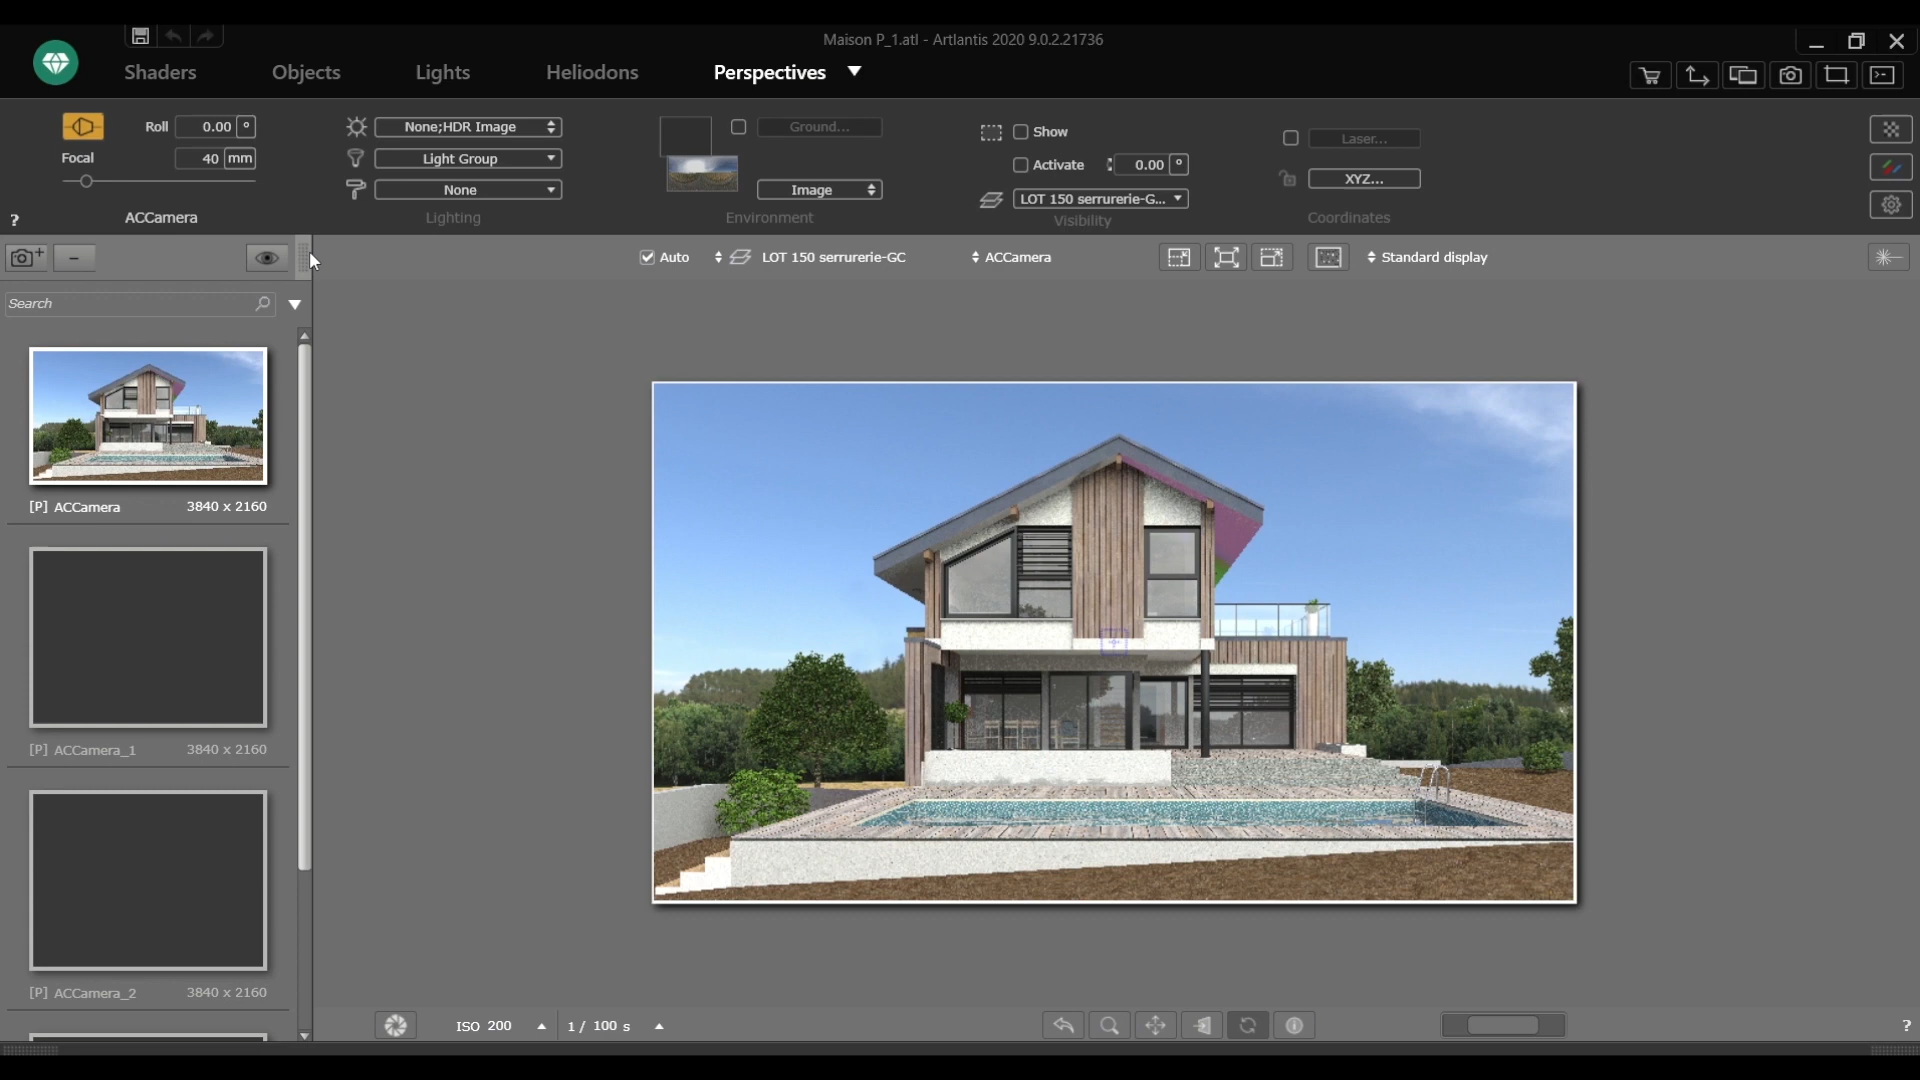 Maison P_1.atl - Artlantis 2020 9.0.2.21736
Shaders Objects Lights Heliodons Perspectives
Roll 0.00 °
Focal 40 mm
ACCamera
?
None;HDR Image
Light Group
None
Lighting
Ground...
Image
Environment
Show
Activate 0.00 °
LOT 150 serrurerie-G...
Visibility
Laser...
XYZ...
Coordinates
Auto LOT 150 serrurerie-GC ACCamera Standard display
Search
[P] ACCamera 3840 x 2160
[P] ACCamera_1 3840 x 2160
[P] ACCamera_2 3840 x 2160
ISO 200 1 / 100 s
?